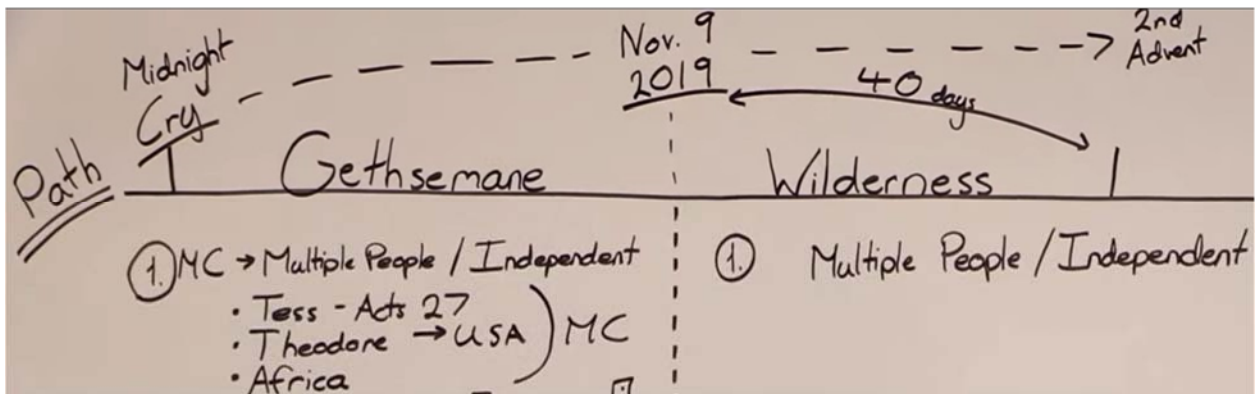 Midnight
Cry
Nov. 9
2019
2nd
Advent
40 days
Path
Gethsemane
Wilderness
1. MC → Multiple People / Independent
• Tess - Acts 27
• Theodore → USA
• Africa
MC
1. Multiple People / Independent